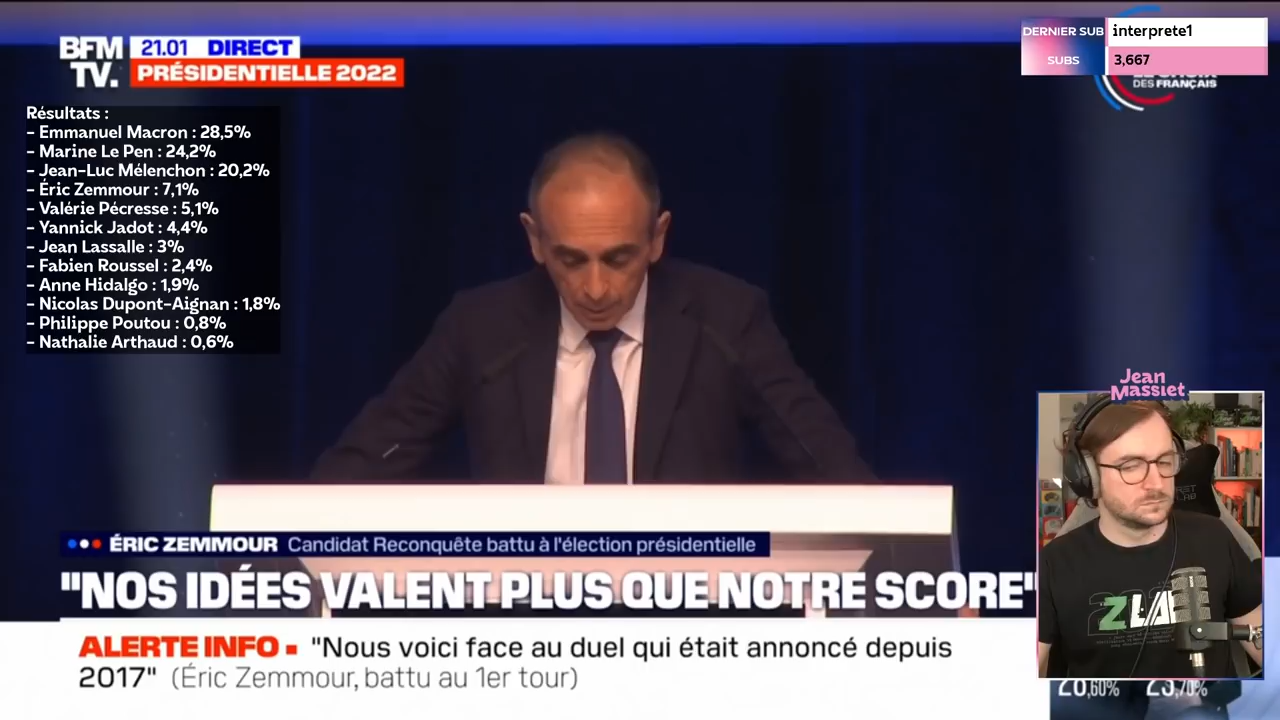 BFM
TV.
21.01 DIRECT
PRÉSIDENTIELLE 2022
DERNIER SUB interprete1
SUBS 3,667
DES FRANÇAIS
Résultats :
- Emmanuel Macron : 28,5%
- Marine Le Pen : 24,2%
- Jean-Luc Mélenchon : 20,2%
- Éric Zemmour : 7,1%
- Valérie Pécresse : 5,1%
- Yannick Jadot : 4,4%
- Jean Lassalle : 3%
- Fabien Roussel : 2,4%
- Anne Hidalgo : 1,9%
- Nicolas Dupont-Aignan : 1,8%
- Philippe Poutou : 0,8%
- Nathalie Arthaud : 0,6%
Jean
Massiet
ÉRIC ZEMMOUR Candidat Reconquête battu à l'élection présidentielle
"NOS IDÉES VALENT PLUS QUE NOTRE SCORE"
ALERTE INFO "Nous voici face au duel qui était annoncé depuis
2017" (Éric Zemmour, battu au 1er tour)